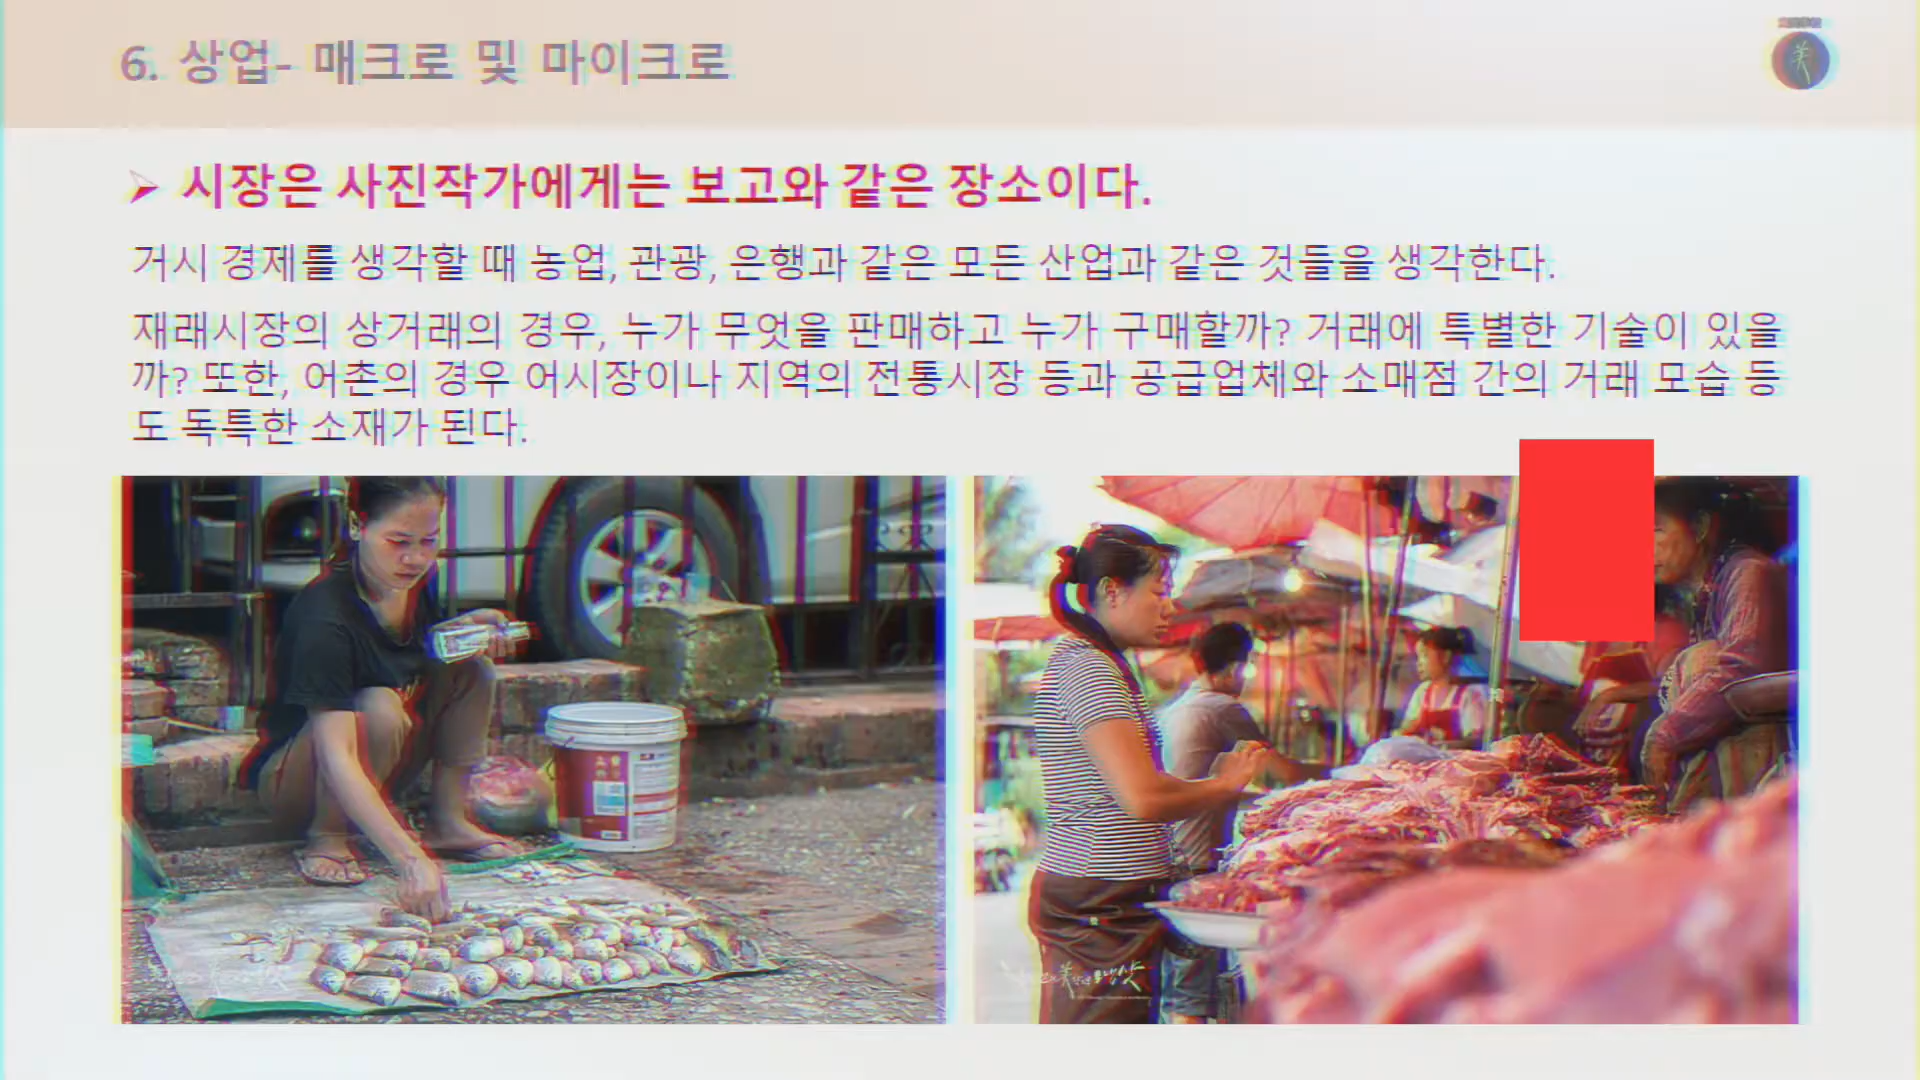 6. 상업- 매크로 및 마이크로
➢ 시장은 사진작가에게는 보고와 같은 장소이다.
거시 경제를 생각할 때 농업, 관광, 은행과 같은 모든 산업과 같은 것들을 생각한다.
재래시장의 상거래의 경우, 누가 무엇을 판매하고 누가 구매할까? 거래에 특별한 기술이 있을
까? 또한, 어촌의 경우 어시장이나 지역의 전통시장 등과 공급업체와 소매점 간의 거래 모습 등
도 독특한 소재가 된다.
美